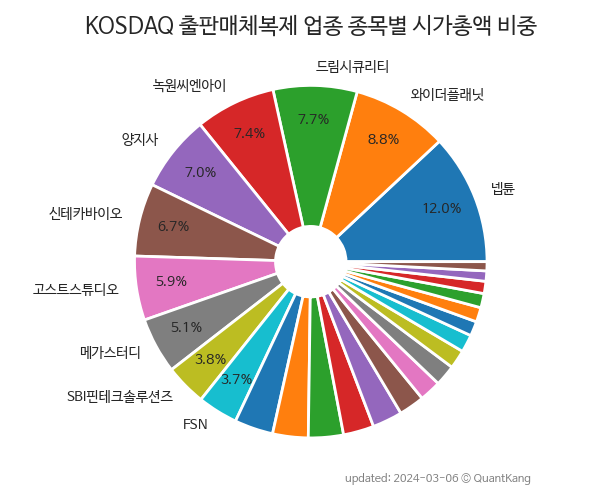 KOSDAQ 출판매체복제 업종 종목별 시가총액 비중
드림시큐리티
녹원씨엔아이
와이더플래닛
양지사
넵튠
신테카바이오
고스트스튜디오
메가스터디
SBI핀테크솔루션즈
FSN
7.7%
7.4%
8.8%
7.0%
12.0%
6.7%
5.9%
5.1%
3.8%
3.7%
updated: 2024-03-06 © QuantKang